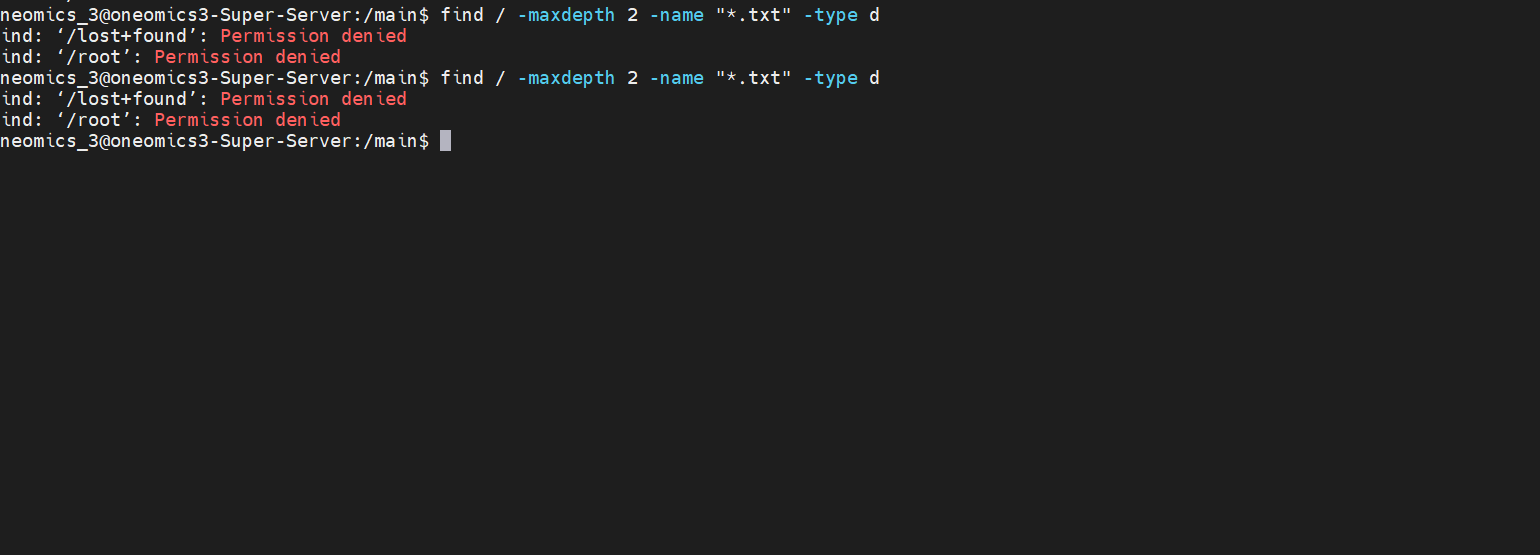 neomics_3@oneomics3-Super-Server:/main$ find / -maxdepth 2 -name "*.txt" -type d
ind: ‘/lost+found’: Permission denied
ind: ‘/root’: Permission denied
neomics_3@oneomics3-Super-Server:/main$ find / -maxdepth 2 -name "*.txt" -type d
ind: ‘/lost+found’: Permission denied
ind: ‘/root’: Permission denied
neomics_3@oneomics3-Super-Server:/main$